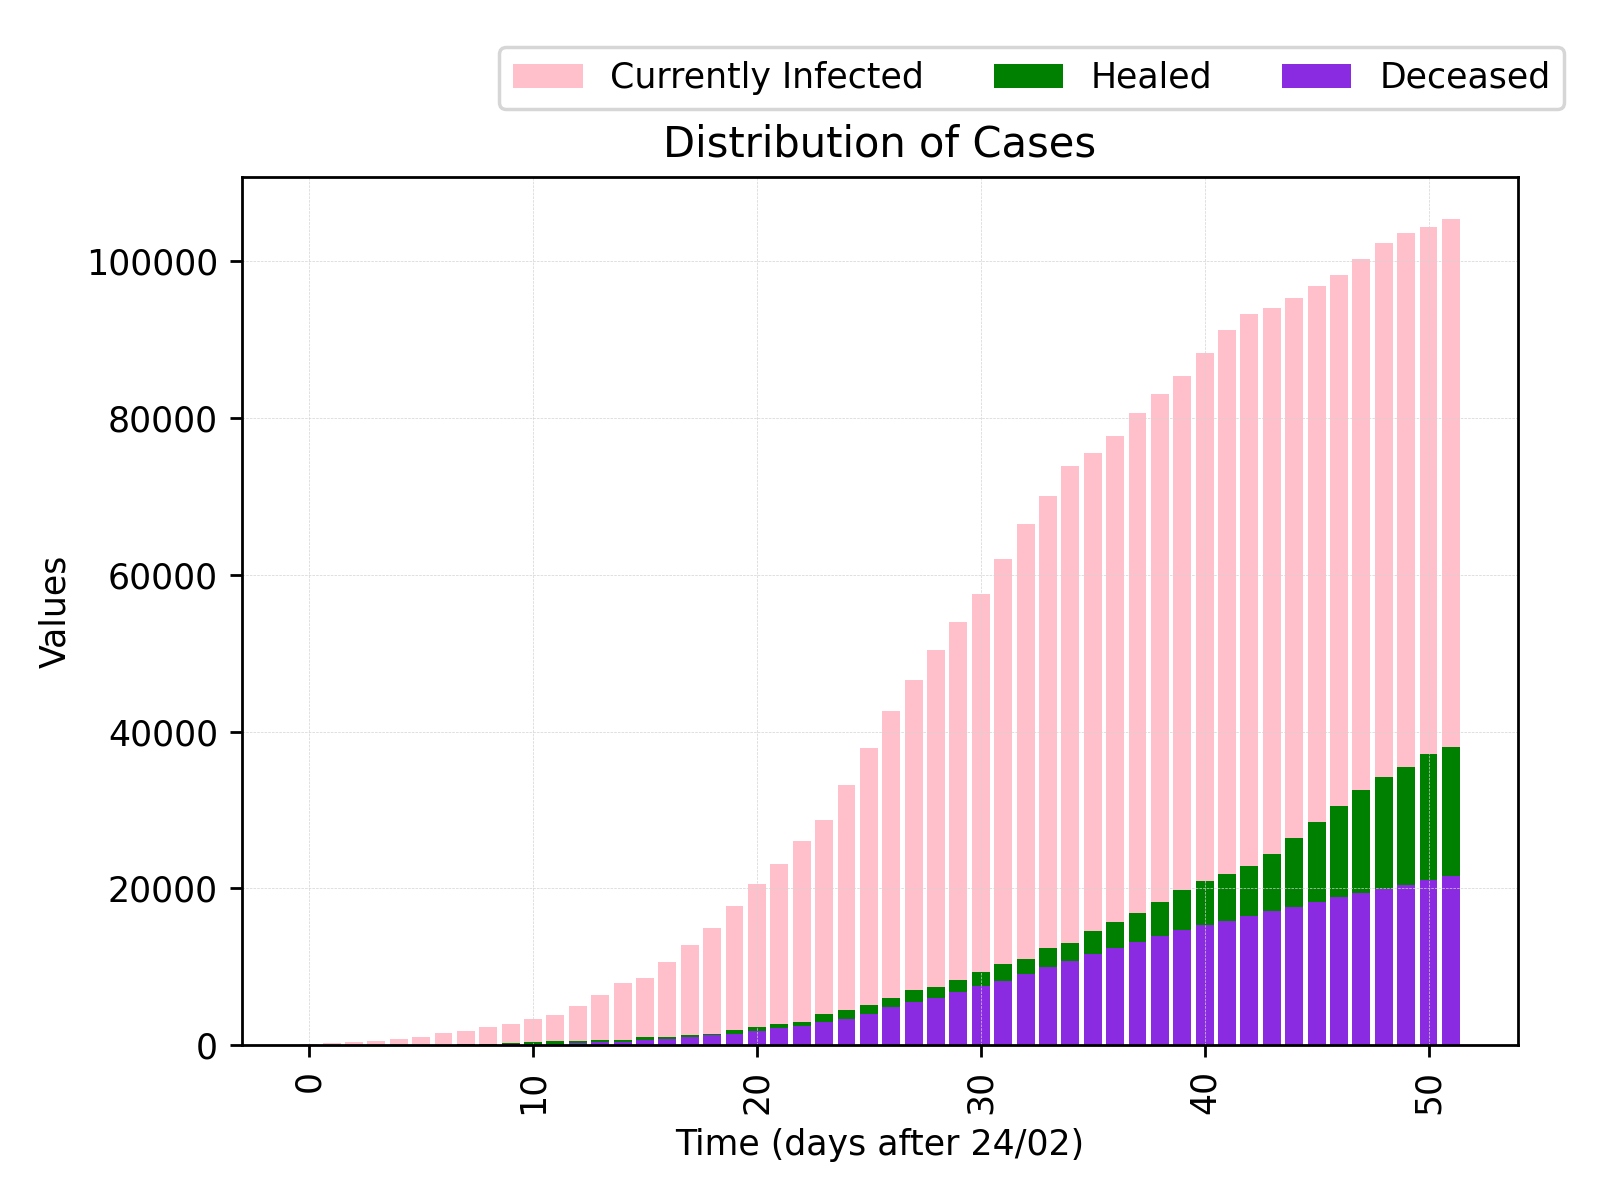 Currently Infected Healed Deceased
Distribution of Cases
Values
100000
80000
60000
40000
20000
0
0 10 20 30 40 50
Time (days after 24/02)